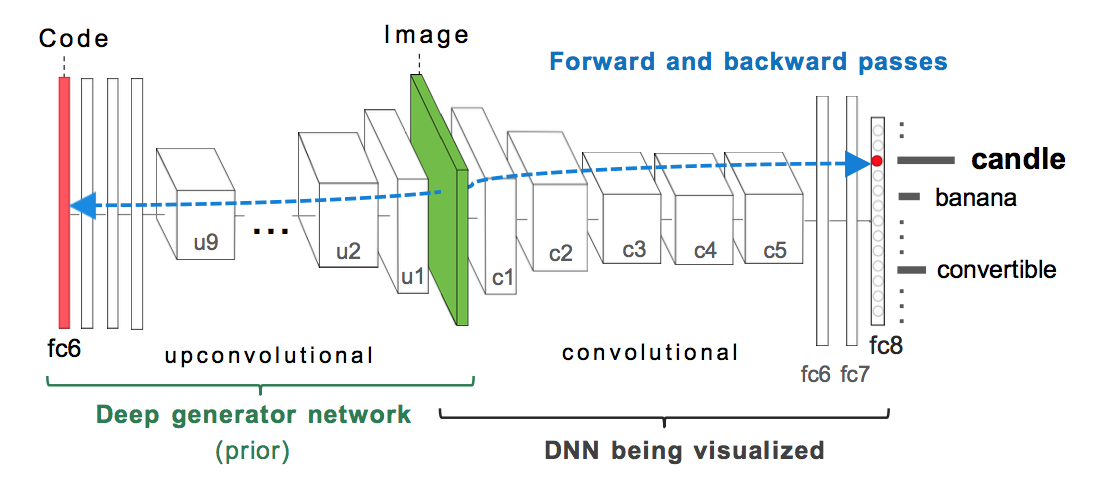 Code
Image
Forward and backward passes
candle
banana
convertible
u9
...
u2
u1
c1
c2
c3
c4
c5
fc6
upconvolutional
convolutional
fc6
fc7
fc8
Deep generator network
(prior)
DNN being visualized